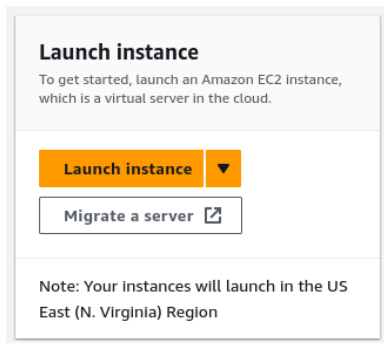 Launch instance
To get started, launch an Amazon EC2 instance,
which is a virtual server in the cloud.
Launch instance
Migrate a server
Note: Your instances will launch in the US
East (N. Virginia) Region